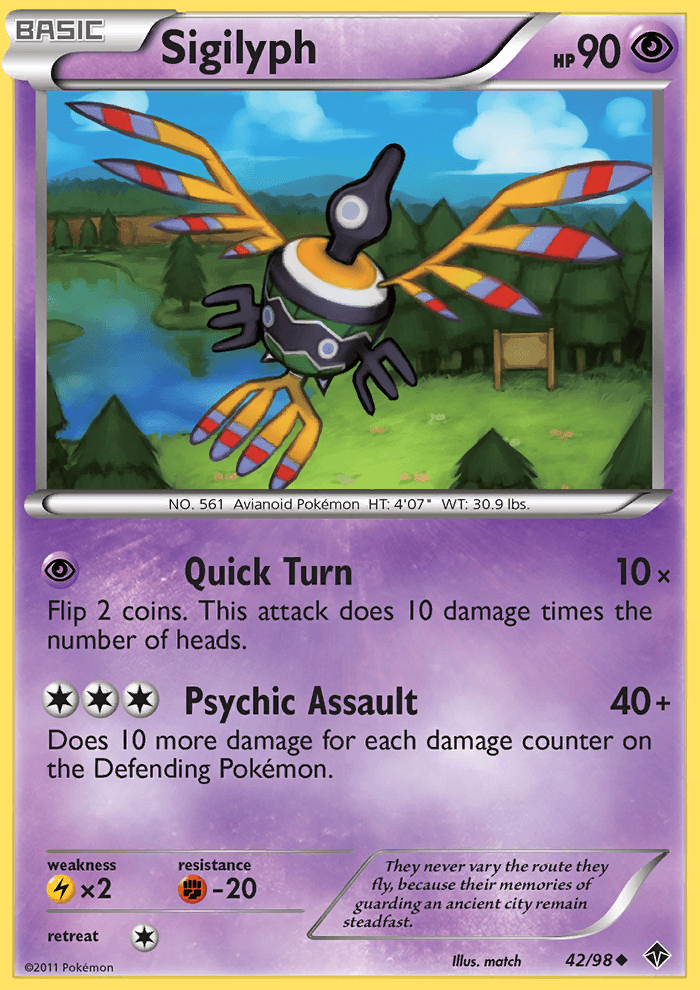 BASIC
Sigilyph
HP 90
NO. 561 Avianoid Pokémon HT: 4'07" WT: 30.9 lbs.
Quick Turn 10×
Flip 2 coins. This attack does 10 damage times the
number of heads.
Psychic Assault 40+
Does 10 more damage for each damage counter on
the Defending Pokémon.
weakness
×2
resistance
-20
retreat
They never vary the route they
fly, because their memories of
guarding an ancient city remain
steadfast.
©2011 Pokémon
Illus. match
42/98